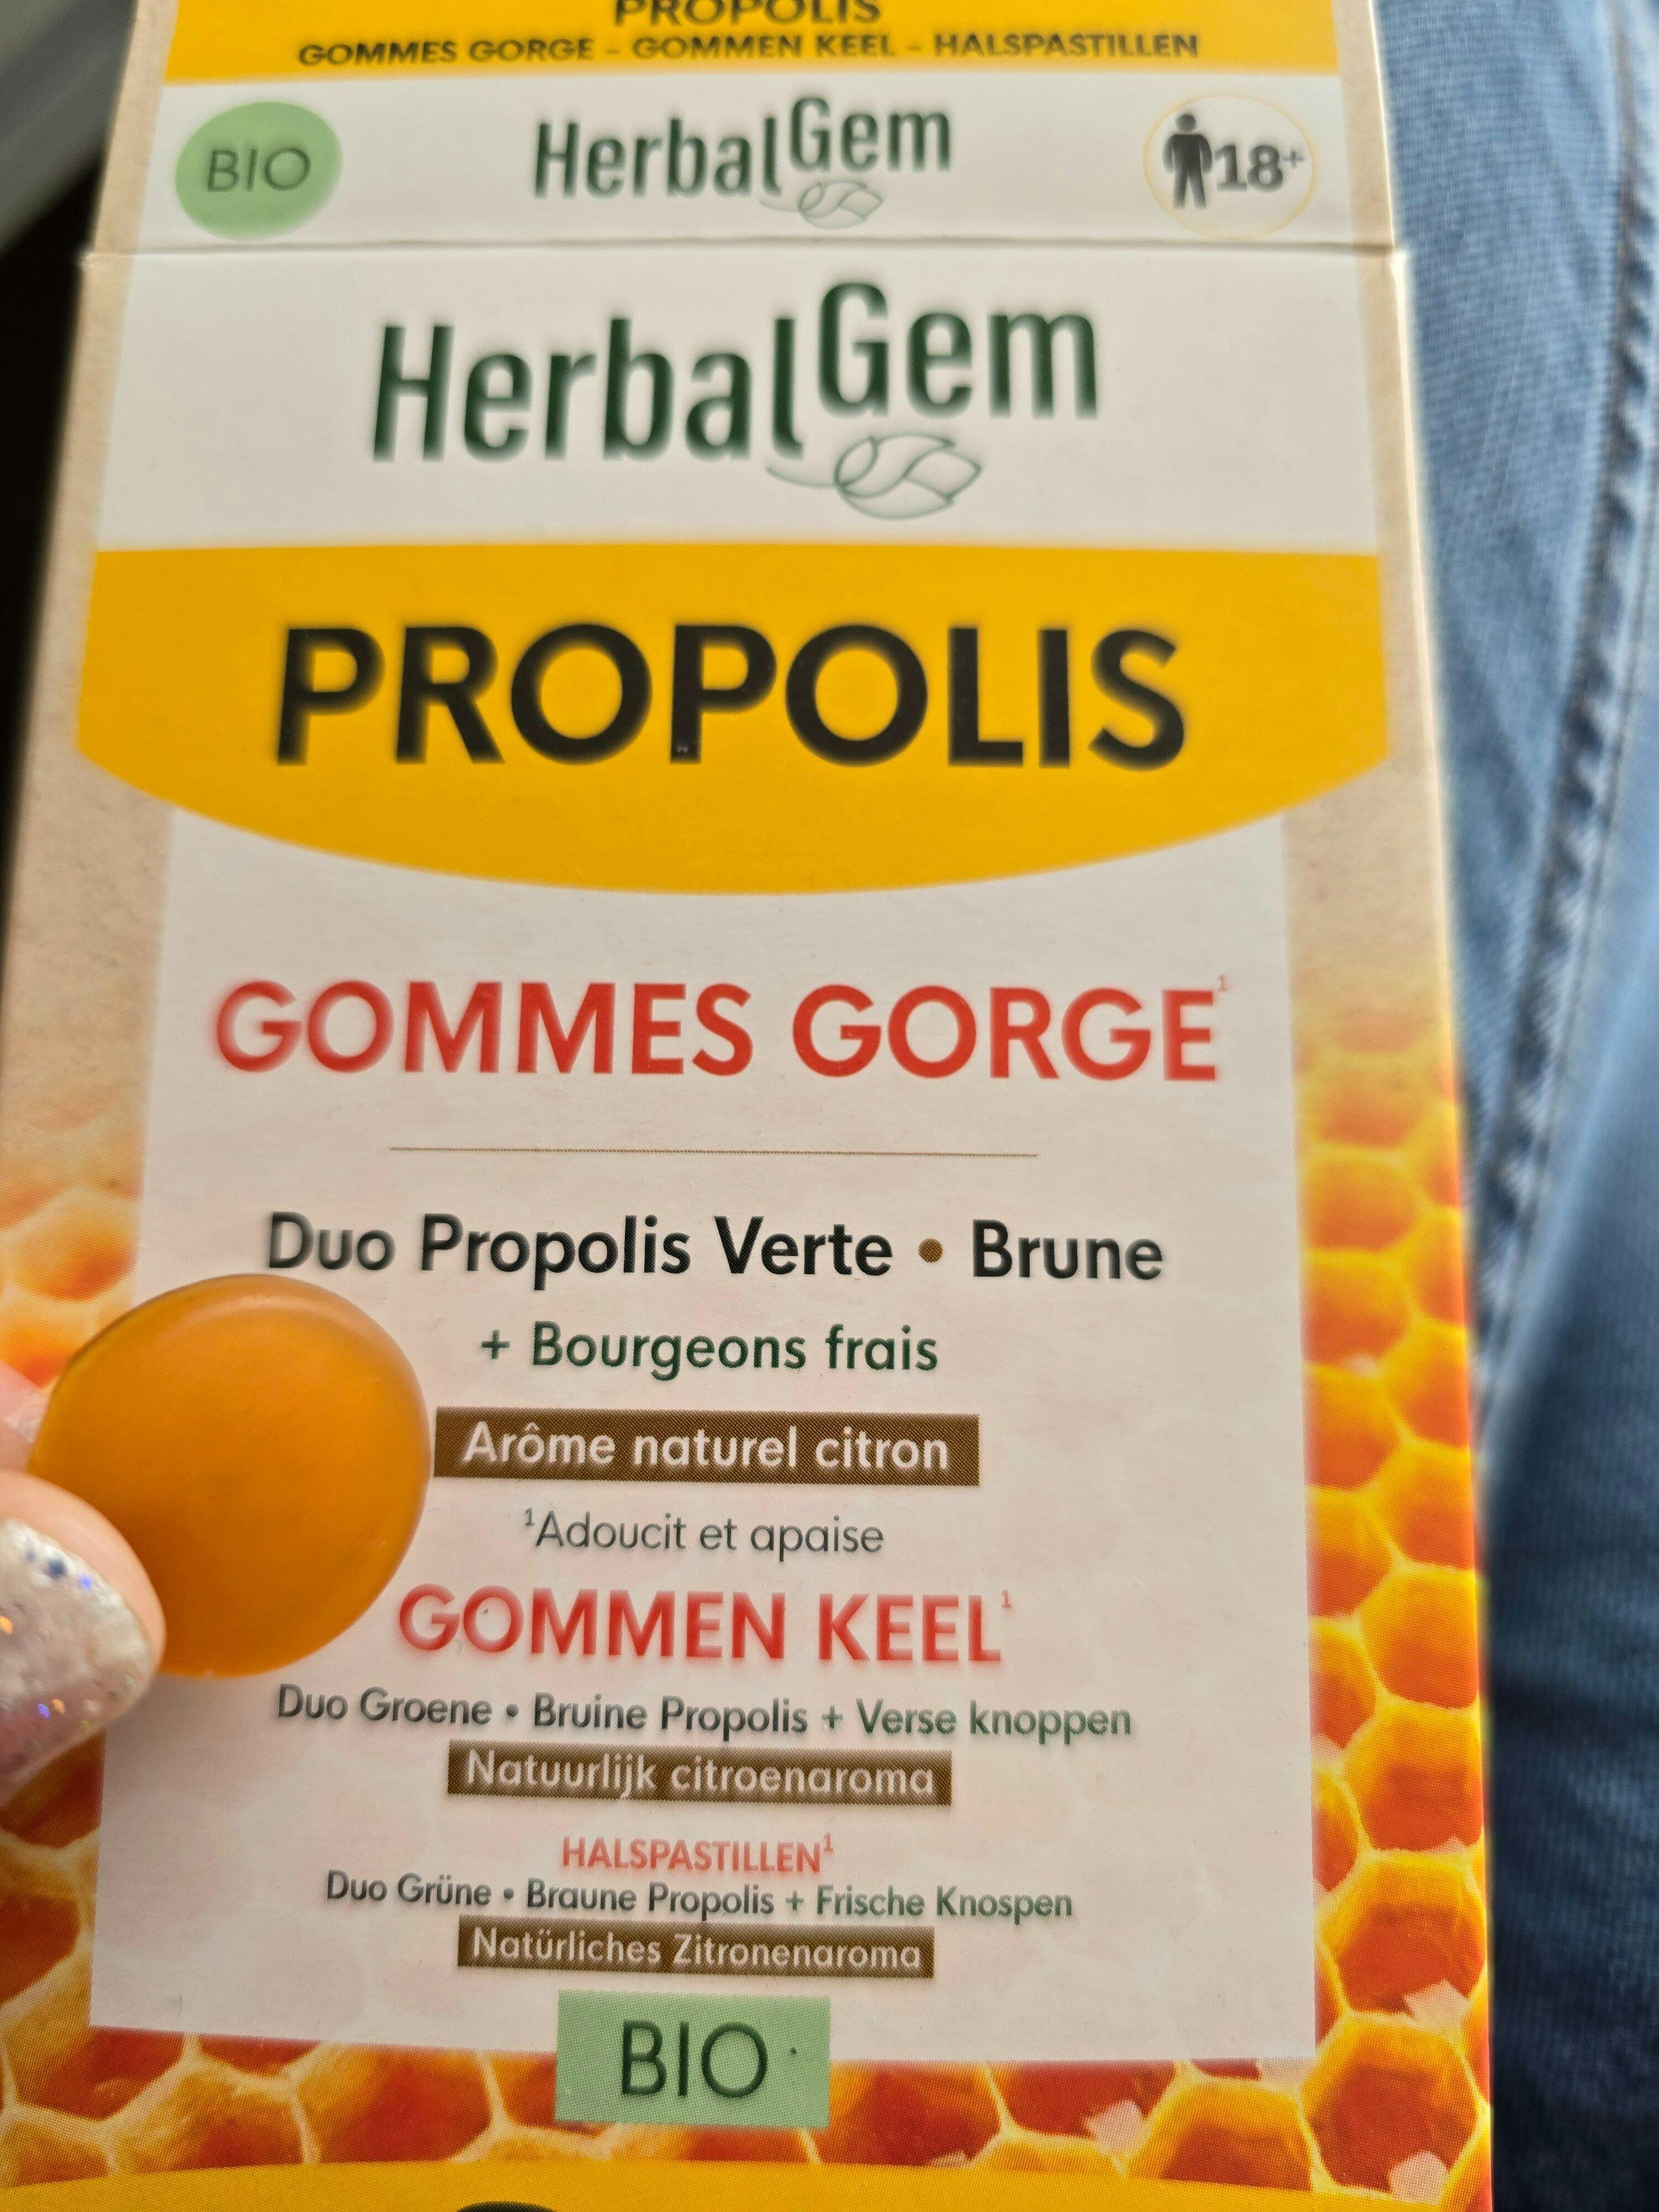 PROPOLIS
GOMMES GORGE - GOMMEN KEEL - HALSPASTILLEN
BIO
HerbalGem
18+
HerbalGem
PROPOLIS
GOMMES GORGE¹
Duo Propolis Verte • Brune
+ Bourgeons frais
Arôme naturel citron
¹Adoucit et apaise
GOMMEN KEEL¹
Duo Groene • Bruine Propolis + Verse knoppen
Natuurlijk citroenaroma
HALSPASTILLEN¹
Duo Grüne • Braune Propolis + Frische Knospen
Natürliches Zitronenaroma
BIO